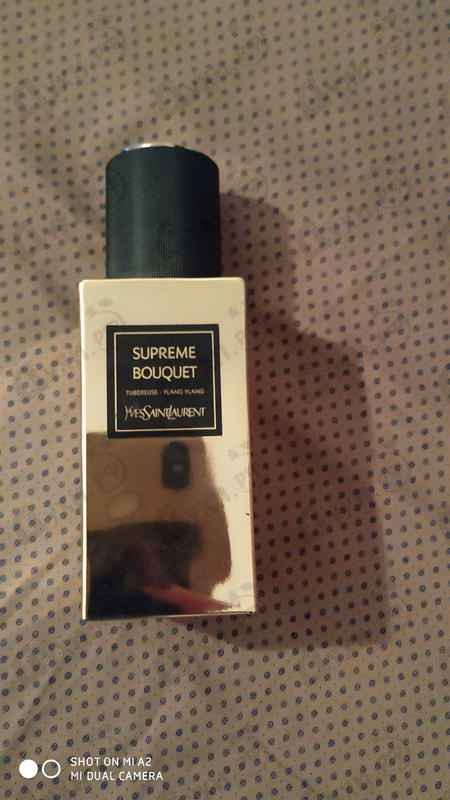 SUPREME
BOUQUET
TUBÉREUSE - YLANG YLANG
YVESSAINTLAURENT
SHOT ON MI A2
MI DUAL CAMERA